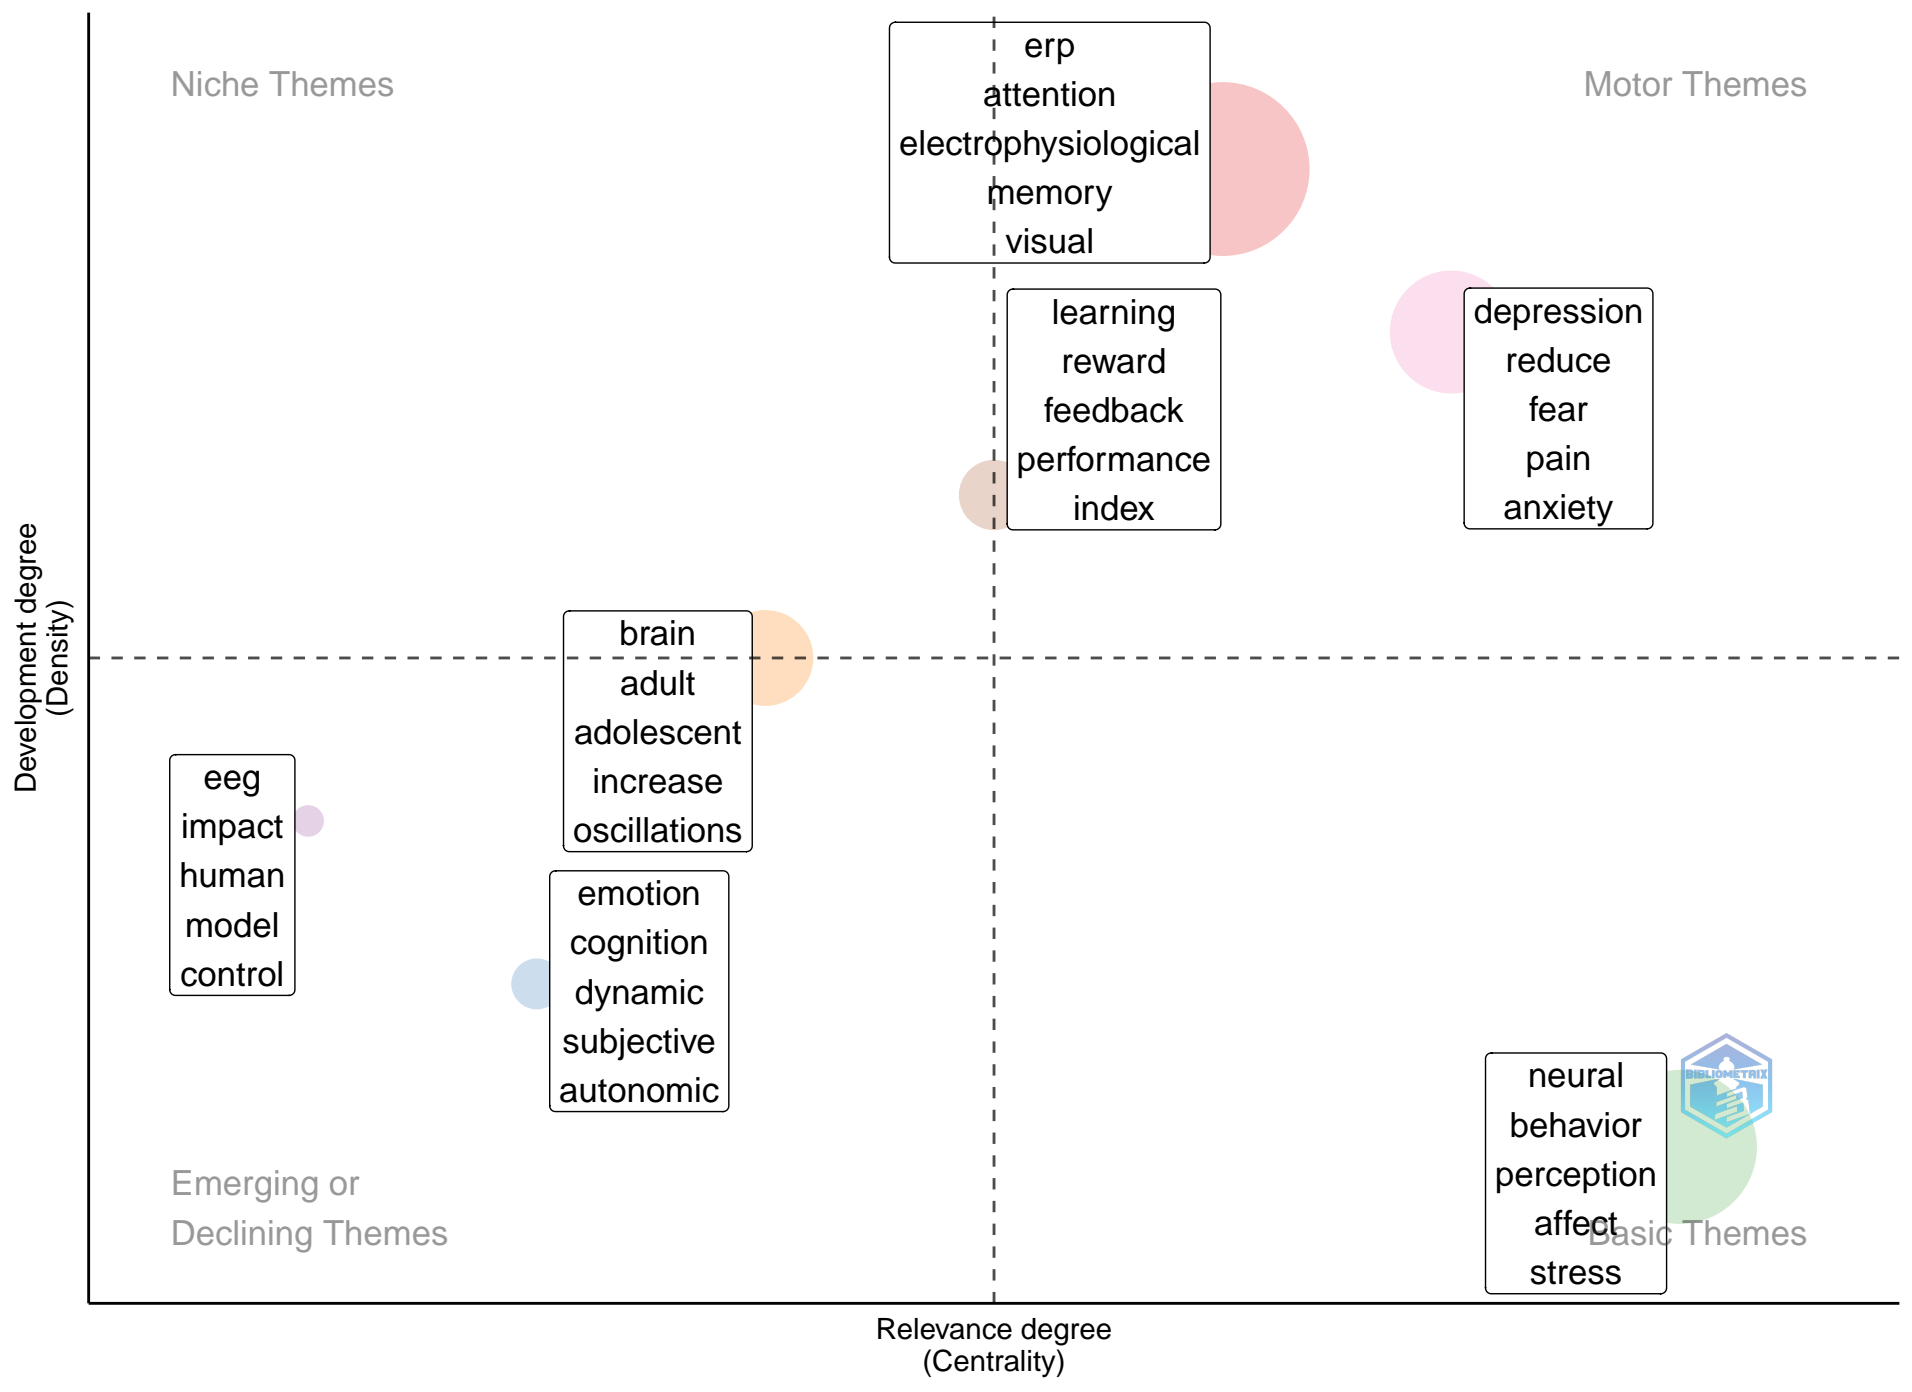 Niche Themes
Motor Themes
erp
attention
electrophysiological
memory
visual
learning
reward
feedback
performance
index
depression
reduce
fear
pain
anxiety
Development degree
(Density)
brain
adult
adolescent
increase
oscillations
eeg
impact
human
model
control
emotion
cognition
dynamic
subjective
autonomic
BIBLIOMETRIX
neural
behavior
perception
affect
stress
Emerging or
Declining Themes
Basic Themes
Relevance degree
(Centrality)